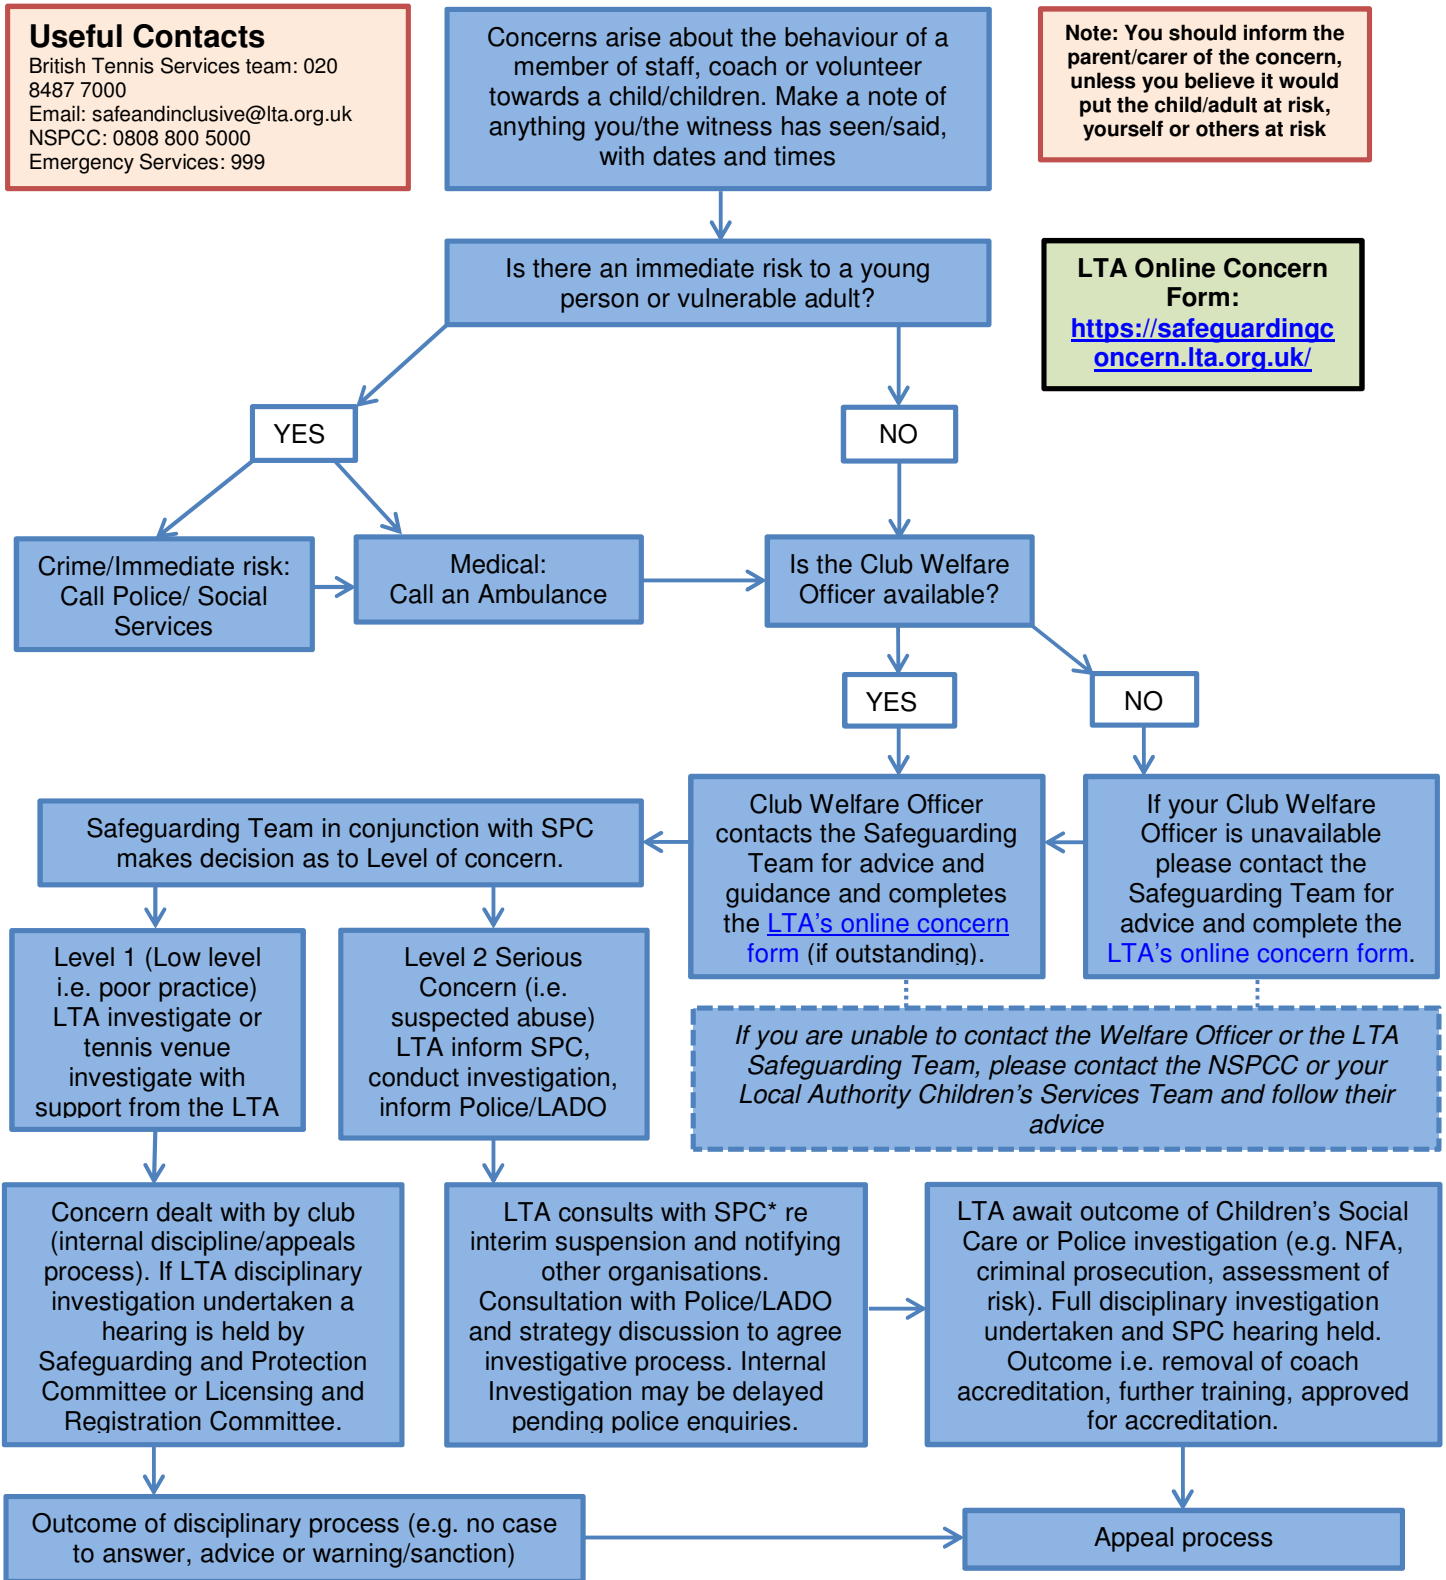 Useful Contacts
British Tennis Services team: 020
8487 7000
Email: safeandinclusive@lta.org.uk
NSPCC: 0808 800 5000
Emergency Services: 999
Concerns arise about the behaviour of a
member of staff, coach or volunteer
towards a child/children. Make a note of
anything you/the witness has seen/said,
with dates and times
Note: You should inform the
parent/carer of the concern,
unless you believe it would
put the child/adult at risk,
yourself or others at risk
Is there an immediate risk to a young
person or vulnerable adult?
LTA Online Concern
Form:
https://safeguardingc
oncern.lta.org.uk/
YES
NO
Crime/Immediate risk:
Call Police/ Social
Services
Medical:
Call an Ambulance
Is the Club Welfare
Officer available?
YES
NO
Safeguarding Team in conjunction with SPC
makes decision as to Level of concern.
Club Welfare Officer
contacts the Safeguarding
Team for advice and
guidance and completes
the LTA's online concern
form (if outstanding).
If your Club Welfare
Officer is unavailable
please contact the
Safeguarding Team for
advice and complete the
LTA's online concern form.
Level 1 (Low level
i.e. poor practice)
LTA investigate or
tennis venue
investigate with
support from the LTA
Level 2 Serious
Concern (i.e.
suspected abuse)
LTA inform SPC,
conduct investigation,
inform Police/LADO
If you are unable to contact the Welfare Officer or the LTA
Safeguarding Team, please contact the NSPCC or your
Local Authority Children's Services Team and follow their
advice
Concern dealt with by club
(internal discipline/appeals
process). If LTA disciplinary
investigation undertaken a
hearing is held by
Safeguarding and Protection
Committee or Licensing and
Registration Committee.
LTA consults with SPC* re
interim suspension and notifying
other organisations.
Consultation with Police/LADO
and strategy discussion to agree
investigative process. Internal
Investigation may be delayed
pending police enquiries.
LTA await outcome of Children's Social
Care or Police investigation (e.g. NFA,
criminal prosecution, assessment of
risk). Full disciplinary investigation
undertaken and SPC hearing held.
Outcome i.e. removal of coach
accreditation, further training, approved
for accreditation.
Outcome of disciplinary process (e.g. no case
to answer, advice or warning/sanction)
Appeal process